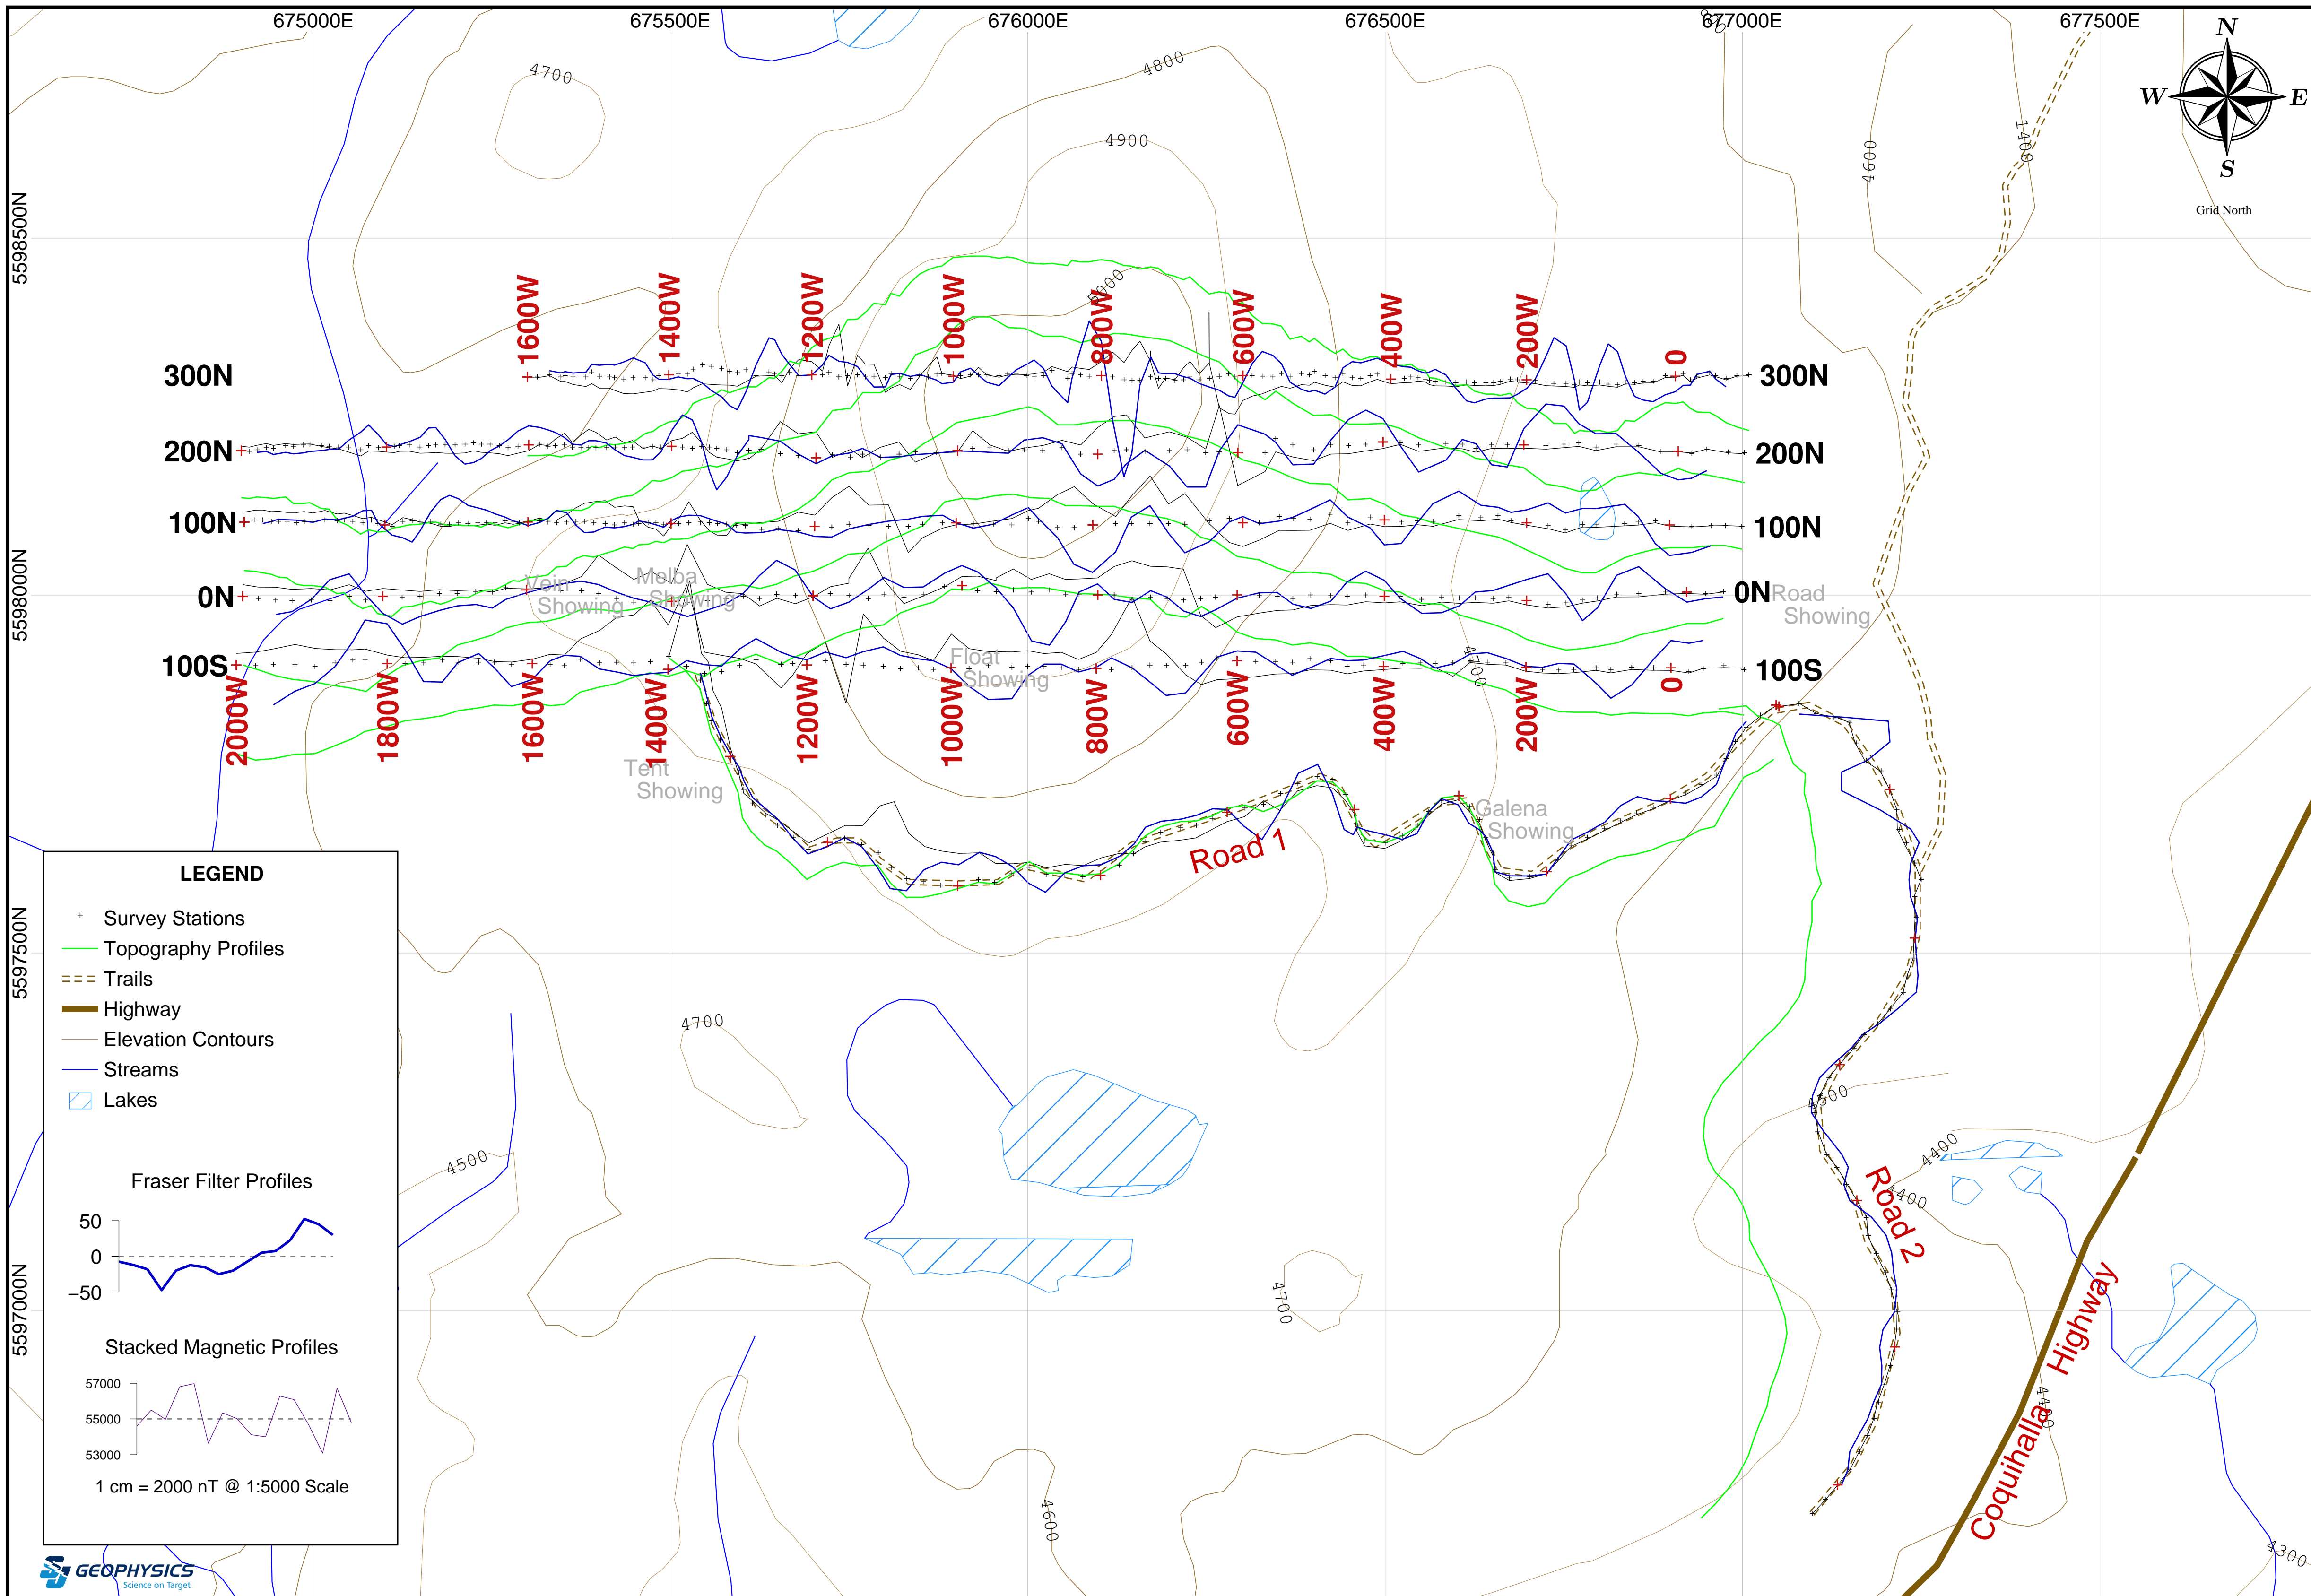 675000E 675500E 676000E 676500E 677000E 677500E
N
W E
S
Grid North
4700
4800
4900
1400
4600
5000
5598500N
1600W 1400W 1200W 1000W 800W 600W 400W 200W 0
300N 300N
200N 200N
100N 100N
5598000N
0N 0N
100S 100S
Vein
Showing
Melba
Showing
Road
Showing
Float
Showing
4700
2000W 1800W 1600W 1400W 1200W 1000W 800W 600W 400W 200W 0
Tent
Showing
Galena
Showing
Road 1
5597500N
4700
4500
4500
4400
4400
Road 2
5597000N
4700
4400
Coquihalla Highway
4600
4300
LEGEND
Survey Stations
Topography Profiles
Trails
Highway
Elevation Contours
Streams
Lakes
Fraser Filter Profiles
50
0
−50
Stacked Magnetic Profiles
57000
55000
53000
1 cm = 2000 nT @ 1:5000 Scale
GEOPHYSICS
Science on Target